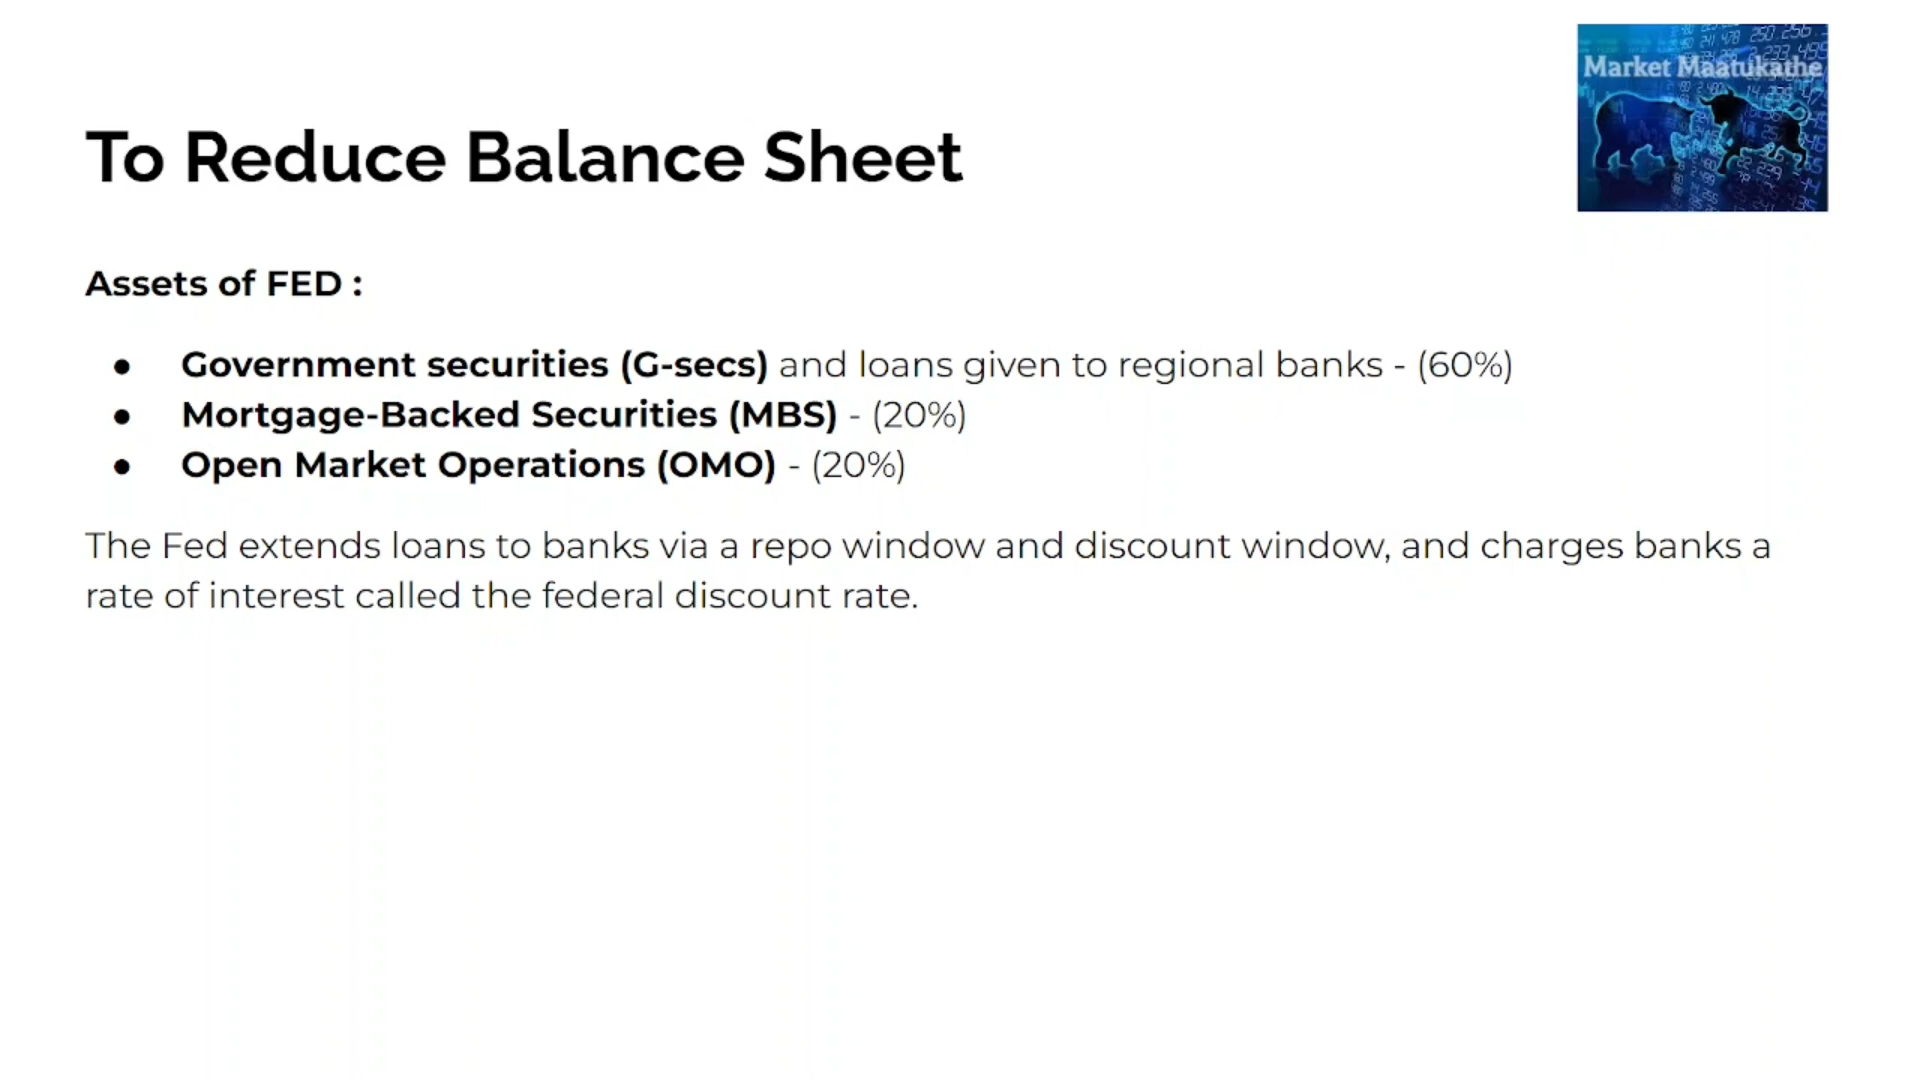 Market Maatukathe
To Reduce Balance Sheet
Assets of FED :
● Government securities (G-secs) and loans given to regional banks - (60%)
● Mortgage-Backed Securities (MBS) - (20%)
● Open Market Operations (OMO) - (20%)
The Fed extends loans to banks via a repo window and discount window, and charges banks a
rate of interest called the federal discount rate.